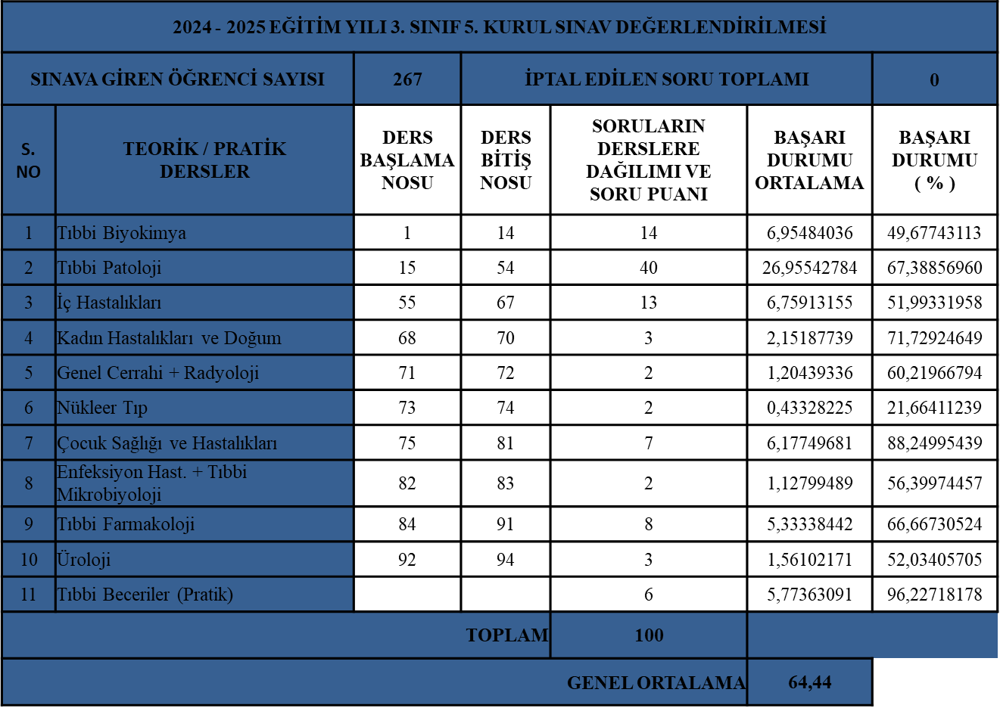 2024 - 2025 EĞİTİM YILI 3. SINIF 5. KURUL SINAV DEĞERLENDİRİLMESİ
SINAVA GİREN ÖĞRENCİ SAYISI 267 İPTAL EDİLEN SORU TOPLAMI 0
S.
NO
TEORİK / PRATİK
DERSLER
DERS
BAŞLAMA
NOSU
DERS
BİTİŞ
NOSU
SORULARIN
DERSLERE
DAĞILIMI VE
SORU PUANI
BAŞARI
DURUMU
ORTALAMA
BAŞARI
DURUMU
( % )
1 Tıbbi Biyokimya 1 14 14 6,95484036 49,67743113
2 Tıbbi Patoloji 15 54 40 26,95542784 67,38856960
3 İç Hastalıkları 55 67 13 6,75913155 51,99331958
4 Kadın Hastalıkları ve Doğum 68 70 3 2,15187739 71,72924649
5 Genel Cerrahi + Radyoloji 71 72 2 1,20439336 60,21966794
6 Nükleer Tıp 73 74 2 0,43328225 21,66411239
7 Çocuk Sağlığı ve Hastalıkları 75 81 7 6,17749681 88,24995439
8 Enfeksiyon Hast. + Tıbbi
Mikrobiyoloji 82 83 2 1,12799489 56,39974457
9 Tıbbi Farmakoloji 84 91 8 5,33338442 66,66730524
10 Üroloji 92 94 3 1,56102171 52,03405705
11 Tıbbi Beceriler (Pratik) 6 5,77363091 96,22718178
TOPLAM 100
GENEL ORTALAMA 64,44